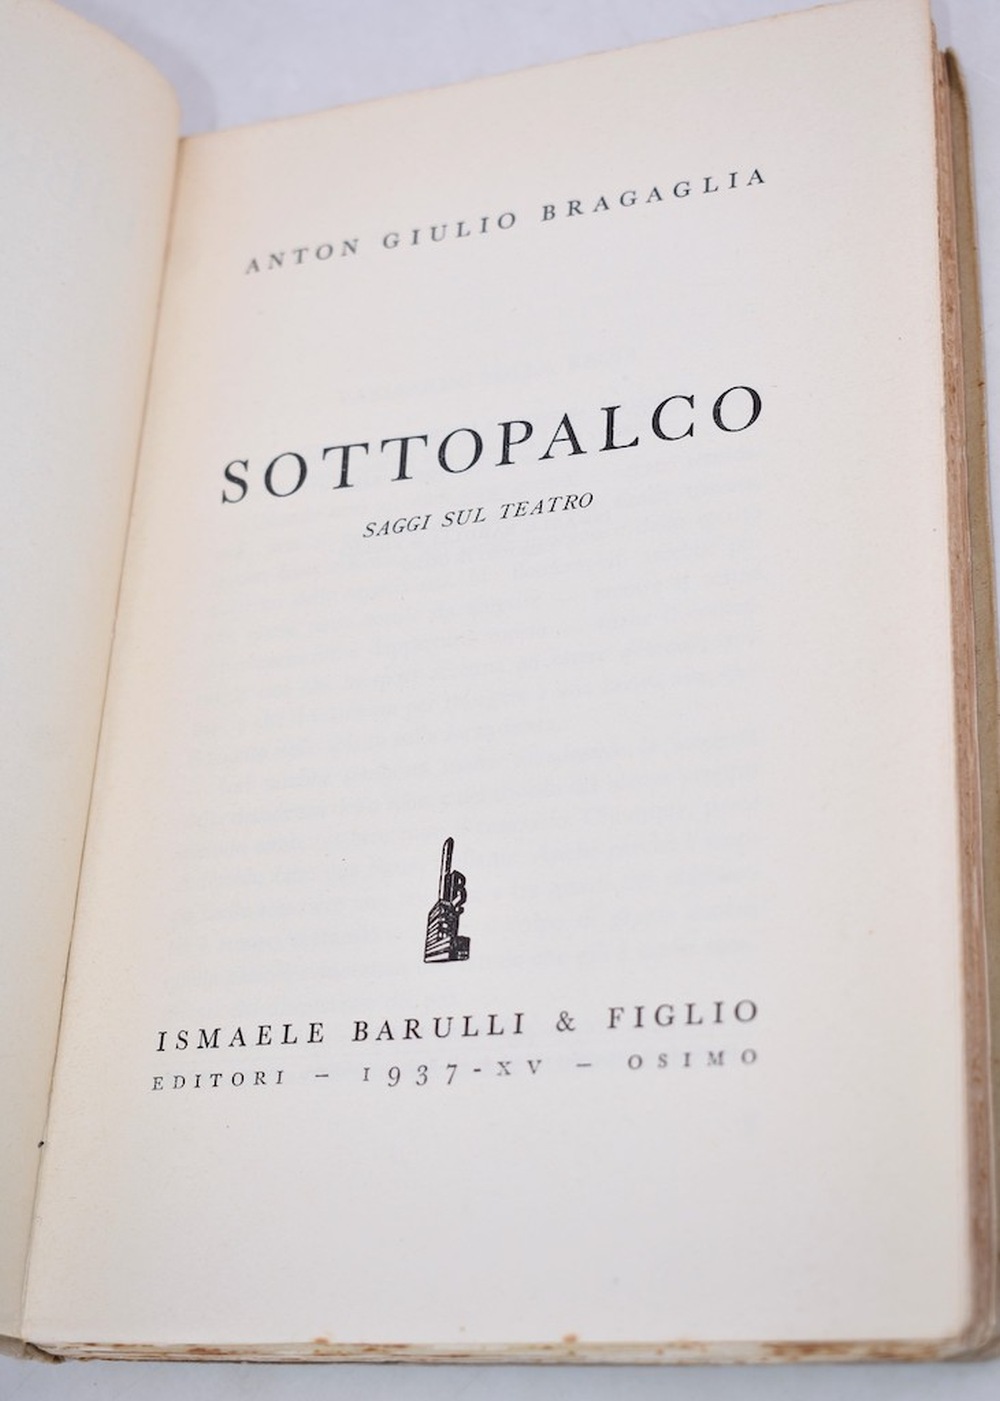 ANTON GIULIO BRAGAGLIA
SOTTOPALCO
SAGGI SUL TEATRO
ISMAELE BARULLI & FIGLIO
EDITORI - 1937-XV - OSIMO